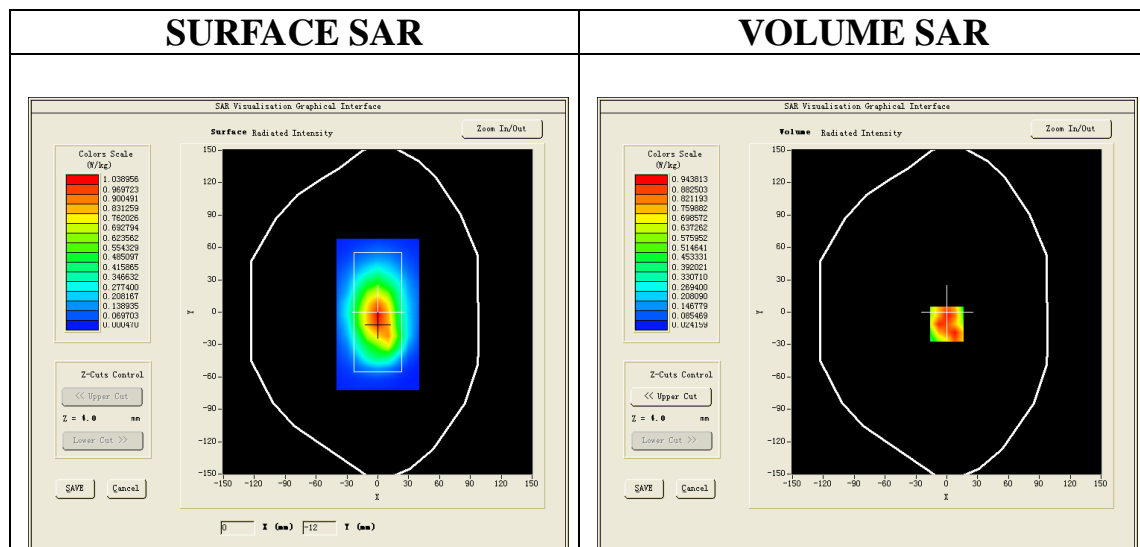 SURFACE SAR
VOLUME SAR
SAR Visualisation Graphical Interface
Surface Radiated Intensity
Zoom In/Out
Colors Scale
(W/kg)
1.038956
0.969723
0.900491
0.831259
0.762026
0.692794
0.623562
0.554329
0.485097
0.415865
0.346632
0.277400
0.208167
0.138935
0.069703
0.000470
150
120
90
60
30
0
-30
-60
-90
-120
-150
Y
-150 -120 -90 -60 -30 0 30 60 90 120 150
X
Z-Cuts Control
<< Upper Cut
Z = 4.0 mm
Lower Cut >>
SAVE Cancel
0 X (mm) -12 Y (mm)
SAR Visualisation Graphical Interface
Volume Radiated Intensity
Zoom In/Out
Colors Scale
(W/kg)
0.943813
0.882503
0.821193
0.759882
0.698572
0.637262
0.575952
0.514641
0.453331
0.392021
0.330710
0.269400
0.208090
0.146779
0.085469
0.024159
150
120
90
60
30
0
-30
-60
-90
-120
-150
Y
-150 -120 -90 -60 -30 0 30 60 90 120 150
X
Z-Cuts Control
<< Upper Cut
Z = 4.0 mm
Lower Cut >>
SAVE Cancel